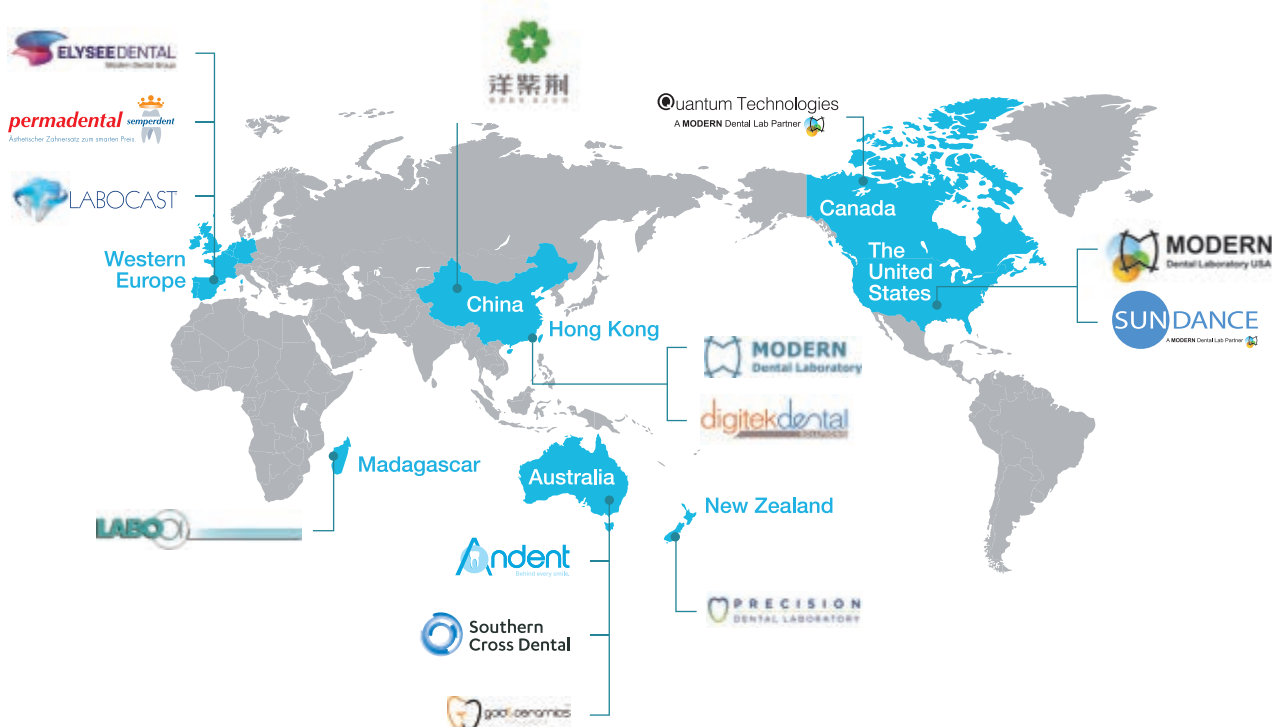 ELYSEE DENTAL
Modern Dental Group
permadental semperdent
Ästhetischer Zahnersatz zum smarten Preis.
LABOCAST
Western
Europe
洋紫荆
Quantum Technologies
A MODERN Dental Lab Partner
Canada
The
United
States
MODERN
Dental Laboratory USA
SUNDANCE
A MODERN Dental Lab Partner
China
Hong Kong
MODERN
Dental Laboratory
digitekdental
Madagascar
LABO
Australia
New Zealand
Andent
Behind every smile.
Southern
Cross Dental
PRECISION
DENTAL LABORATORY
gold&ceramics